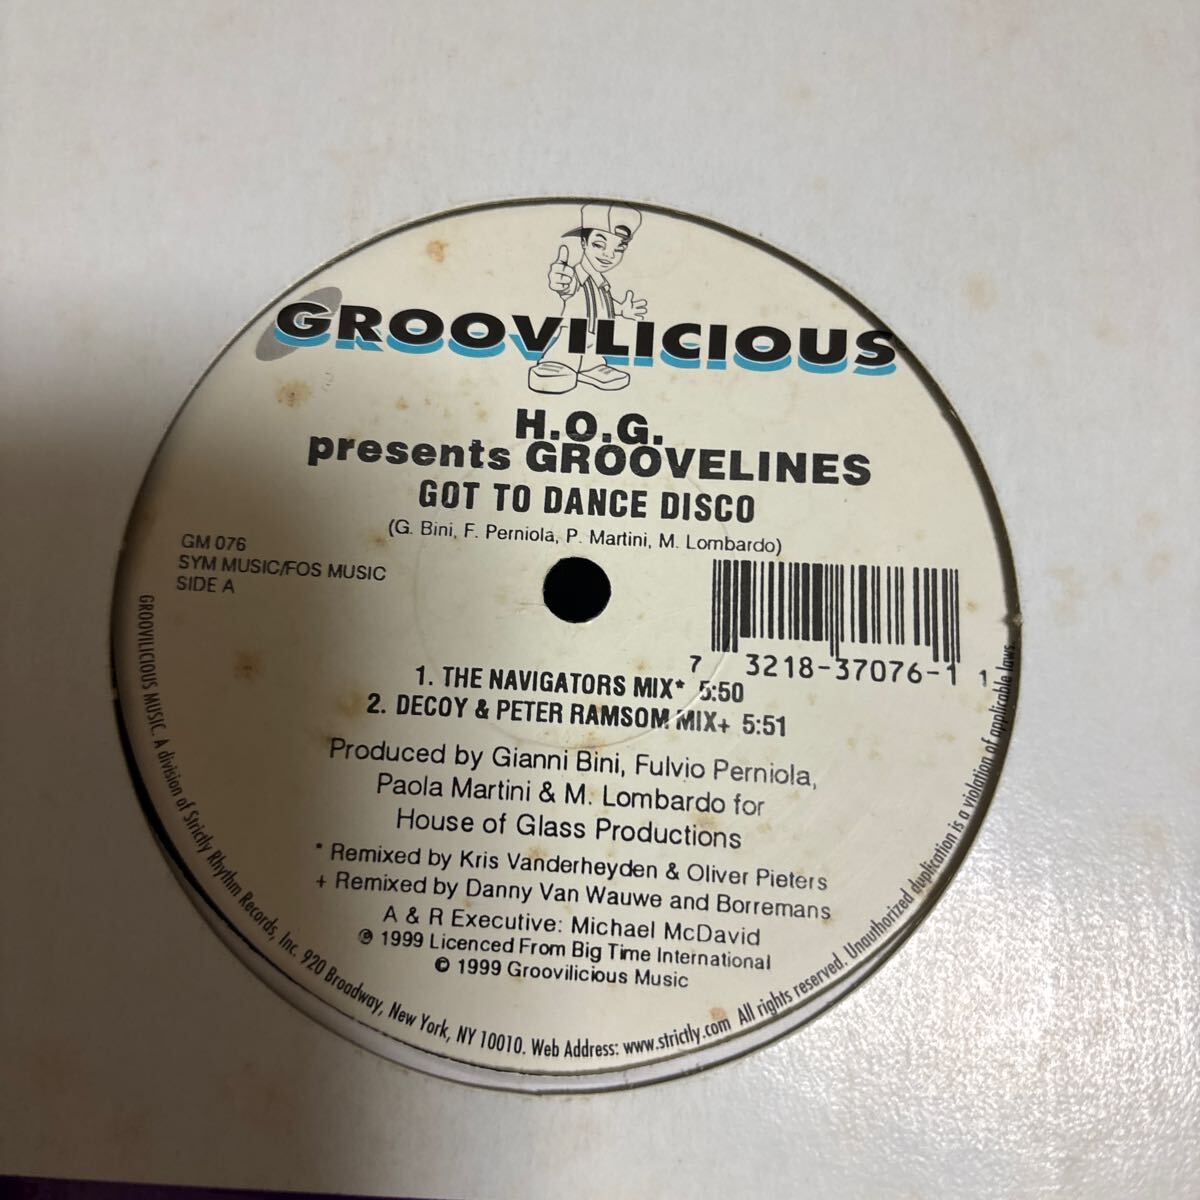 GROOVILICIOUS
H.O.G.
presents GROOVELINES
GOT TO DANCE DISCO
(G. Bini, F. Perniola, P. Martini, M. Lombardo)
GM 076
SYM MUSIC/FOS MUSIC
SIDE A
7 3218-37076-1 1
1. THE NAVIGATORS MIX* 5:50
2. DECOY & PETER RAMSOM MIX+ 5:51
Produced by Gianni Bini, Fulvio Perniola,
Paola Martini & M. Lombardo for
House of Glass Productions
* Remixed by Kris Vanderheyden & Oliver Pieters
+ Remixed by Danny Van Wauwe and Borremans
A & R Executive: Michael McDavid
℗ 1999 Licenced From Big Time International
© 1999 Groovilicious Music
GROOVILICIOUS MUSIC. A division of Strictly Rhythm Records, Inc. 920 Broadway, New York, NY 10010. Web Address: www.strictly.com All rights reserved. Unauthorized duplication is a violation of applicable laws.